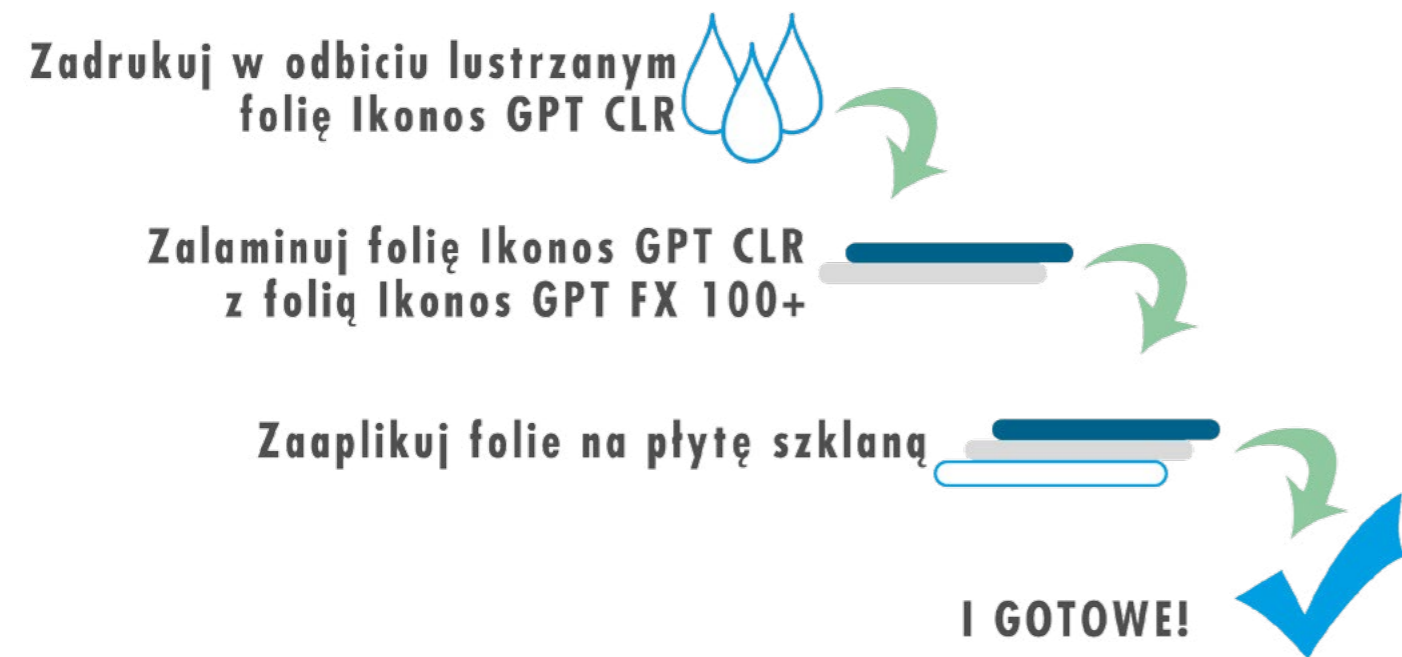 Zadrukuj w odbiciu lustrzanym
folię Ikonos GPT CLR
Zalaminuj folię Ikonos GPT CLR
z folią Ikonos GPT FX 100+
Zaaplikuj folie na płytę szklaną
I GOTOWE!